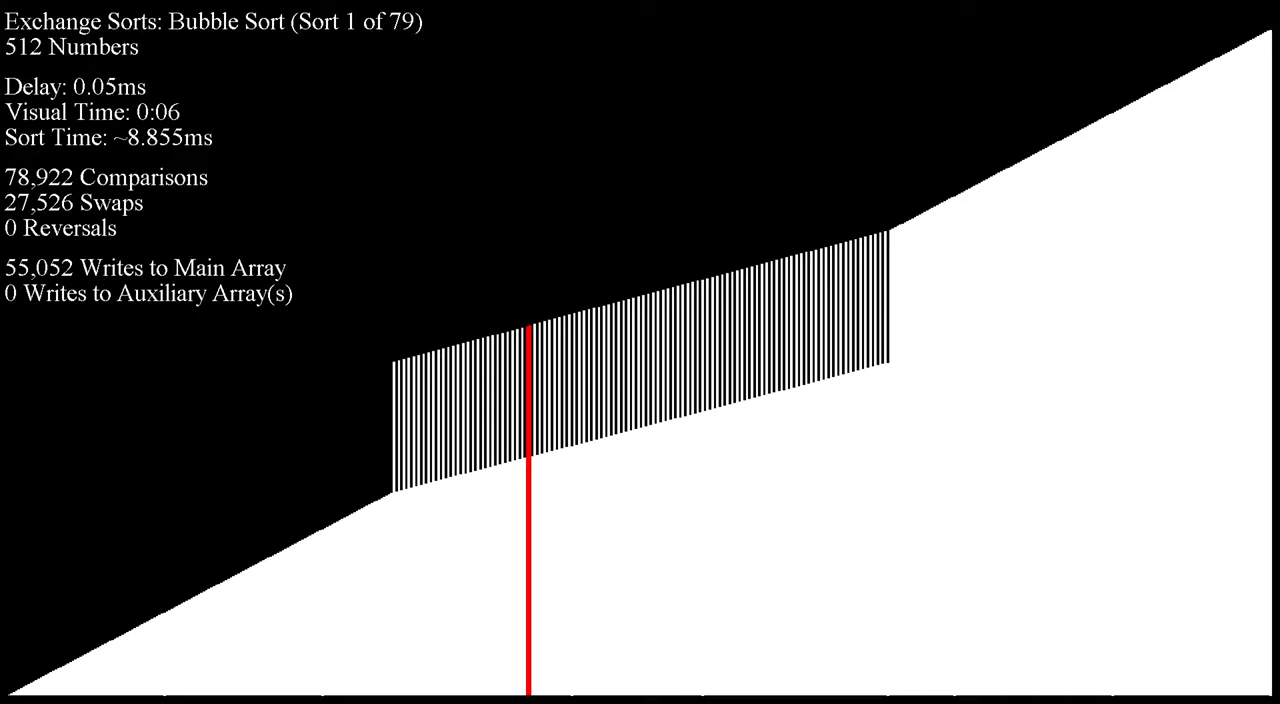 Exchange Sorts: Bubble Sort (Sort 1 of 79)
512 Numbers
Delay: 0.05ms
Visual Time: 0:06
Sort Time: ~8.855ms
78,922 Comparisons
27,526 Swaps
0 Reversals
55,052 Writes to Main Array
0 Writes to Auxiliary Array(s)